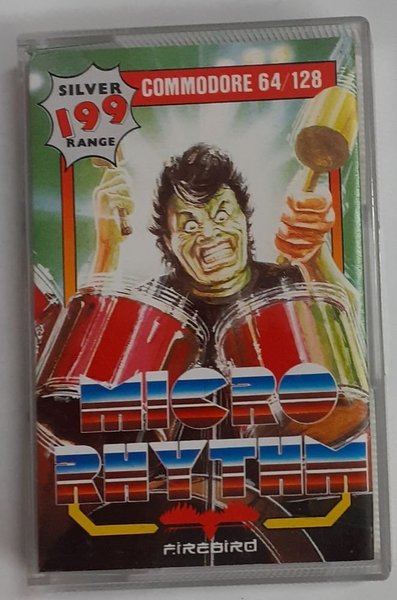 SILVER
199
RANGE
COMMODORE 64/128
MICRO
RHYTHM
FIREBIRD